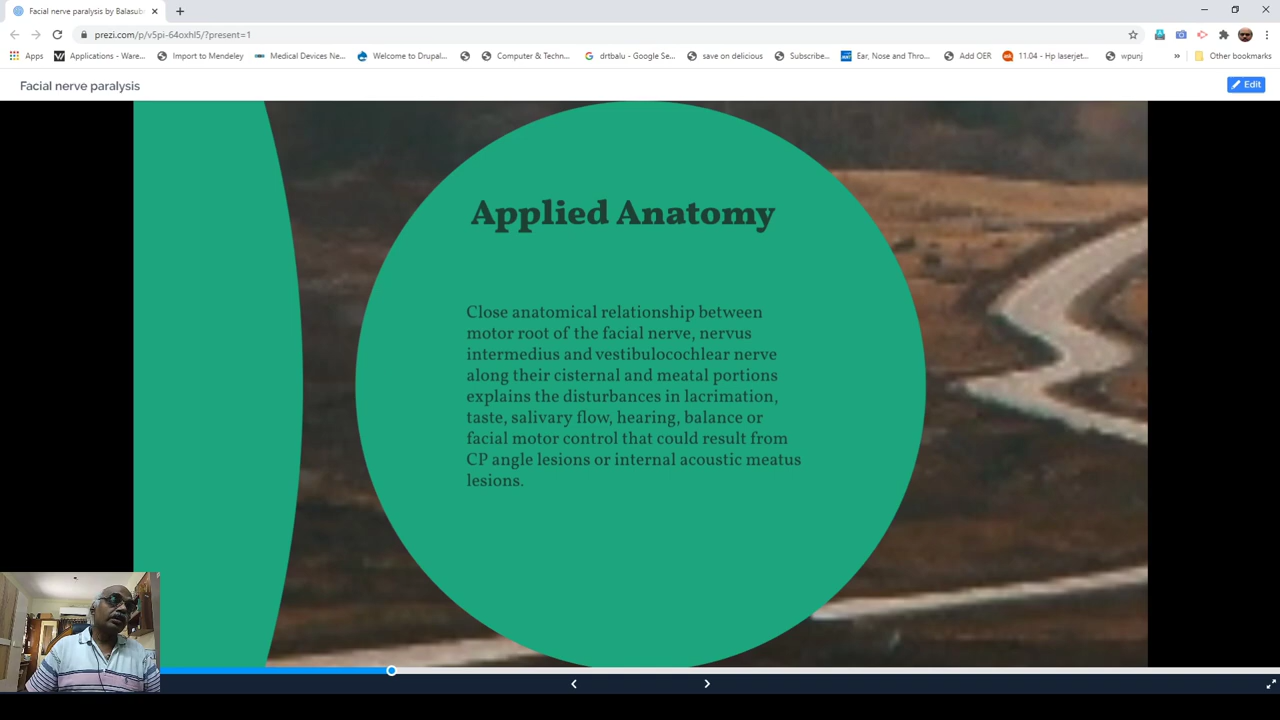 Facial nerve paralysis by Balasub
prezi.com/p/v5pi-64oxhl5/?present=1
Apps
Applications - Ware...
Import to Mendeley
Medical Devices Ne...
Welcome to Drupal...
Computer & Techn...
drtbalu - Google Se...
save on delicious
Subscribe...
Ear, Nose and Thro...
Add OER
11.04 - Hp laserjet...
wpunj
»
Other bookmarks
Facial nerve paralysis
Edit
Applied Anatomy
Close anatomical relationship between
motor root of the facial nerve, nervus
intermedius and vestibulocochlear nerve
along their cisternal and meatal portions
explains the disturbances in lacrimation,
taste, salivary flow, hearing, balance or
facial motor control that could result from
CP angle lesions or internal acoustic meatus
lesions.